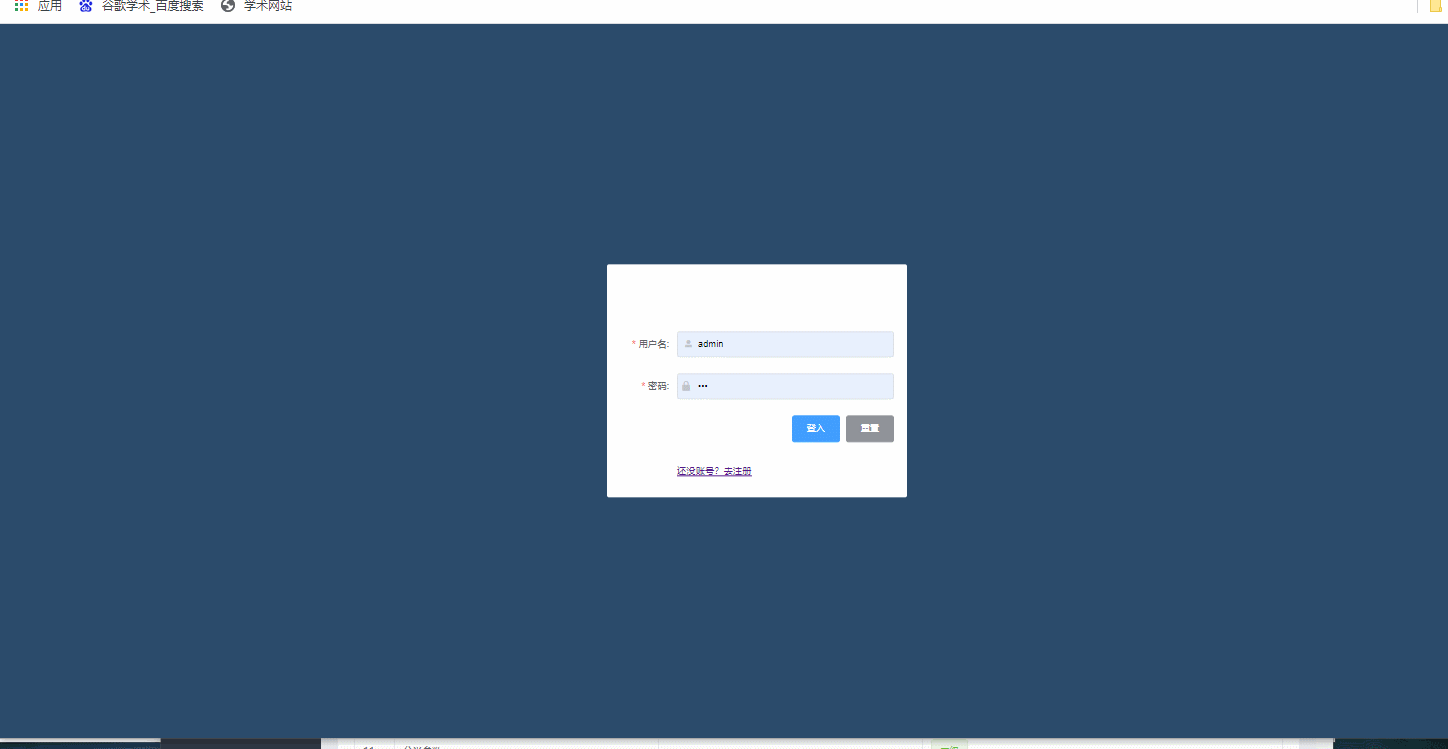 应用 谷歌学术_百度搜索 学术网站
* 用户名: admin
* 密码: •••
登入 重置
还没账号？去注册